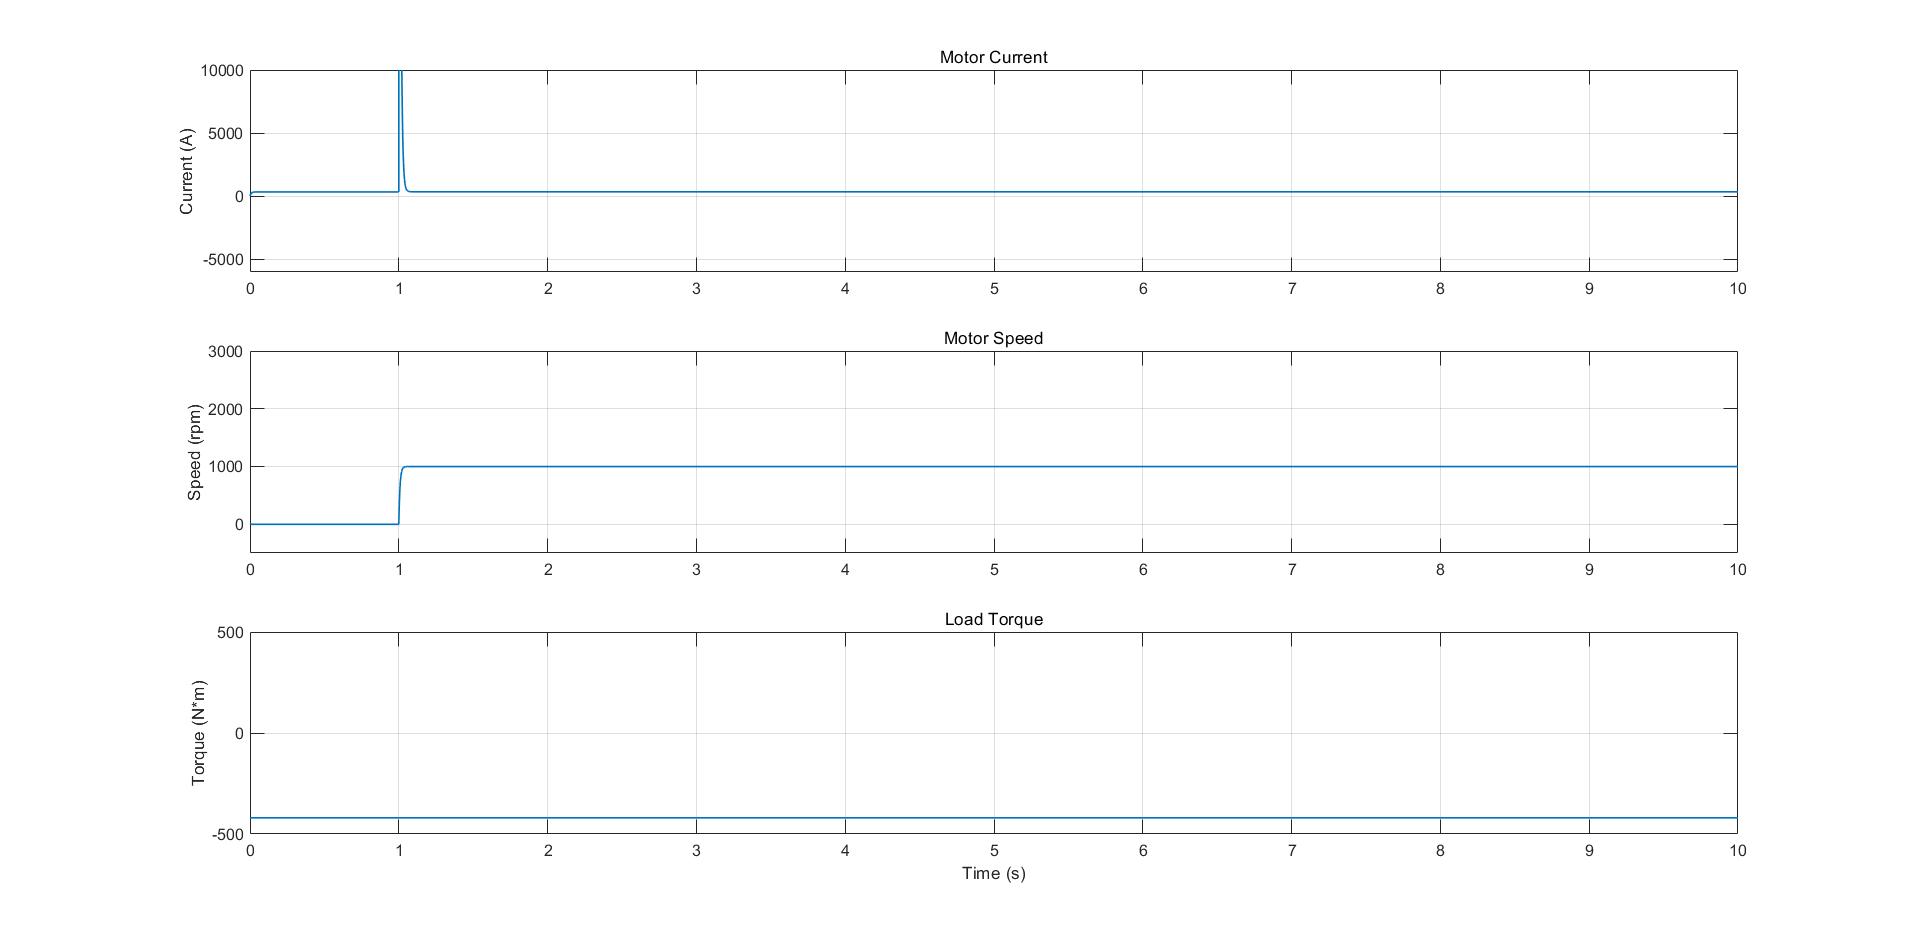 Motor Current
10000
5000
0
-5000
Current (A)
0 1 2 3 4 5 6 7 8 9 10
Motor Speed
3000
2000
1000
0
Speed (rpm)
0 1 2 3 4 5 6 7 8 9 10
Load Torque
500
0
-500
Torque (N*m)
0 1 2 3 4 5 6 7 8 9 10
Time (s)